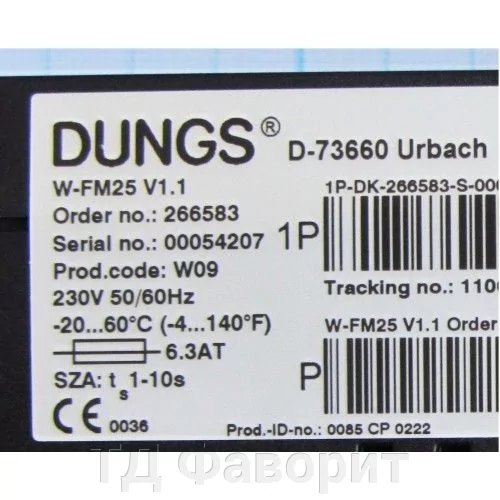 DUNGS® D-73660 Urbach
W-FM25 V1.1
Order no.: 266583
Serial no.: 00054207
Prod.code: W09
230V 50/60Hz
-20...60°C (-4...140°F)
6.3AT
SZA: ts1-10s
CE 0036
1P-DK-266583-S-000
1P
Tracking no.: 1100
W-FM25 V1.1 Order
P
Prod.-ID-no.: 0085 CP 0222
ТД Фаворит